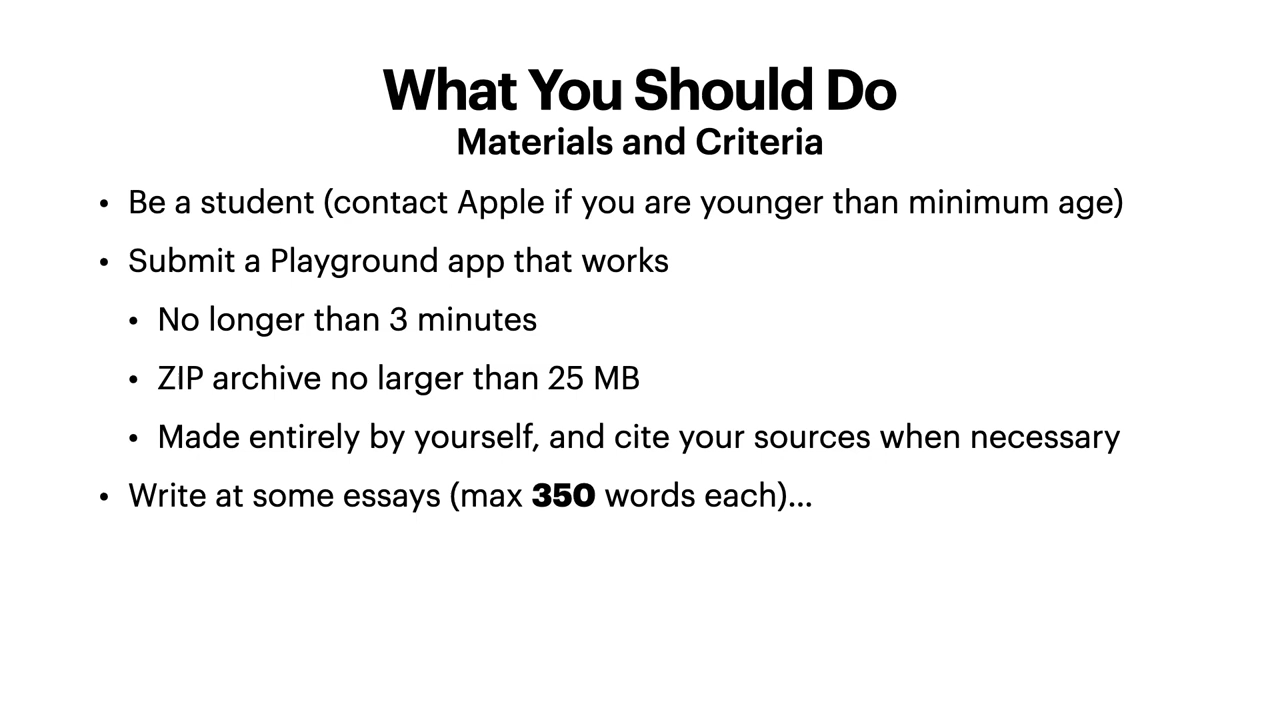 What You Should Do
Materials and Criteria
• Be a student (contact Apple if you are younger than minimum age)
• Submit a Playground app that works
• No longer than 3 minutes
• ZIP archive no larger than 25 MB
• Made entirely by yourself, and cite your sources when necessary
• Write at some essays (max 350 words each)...